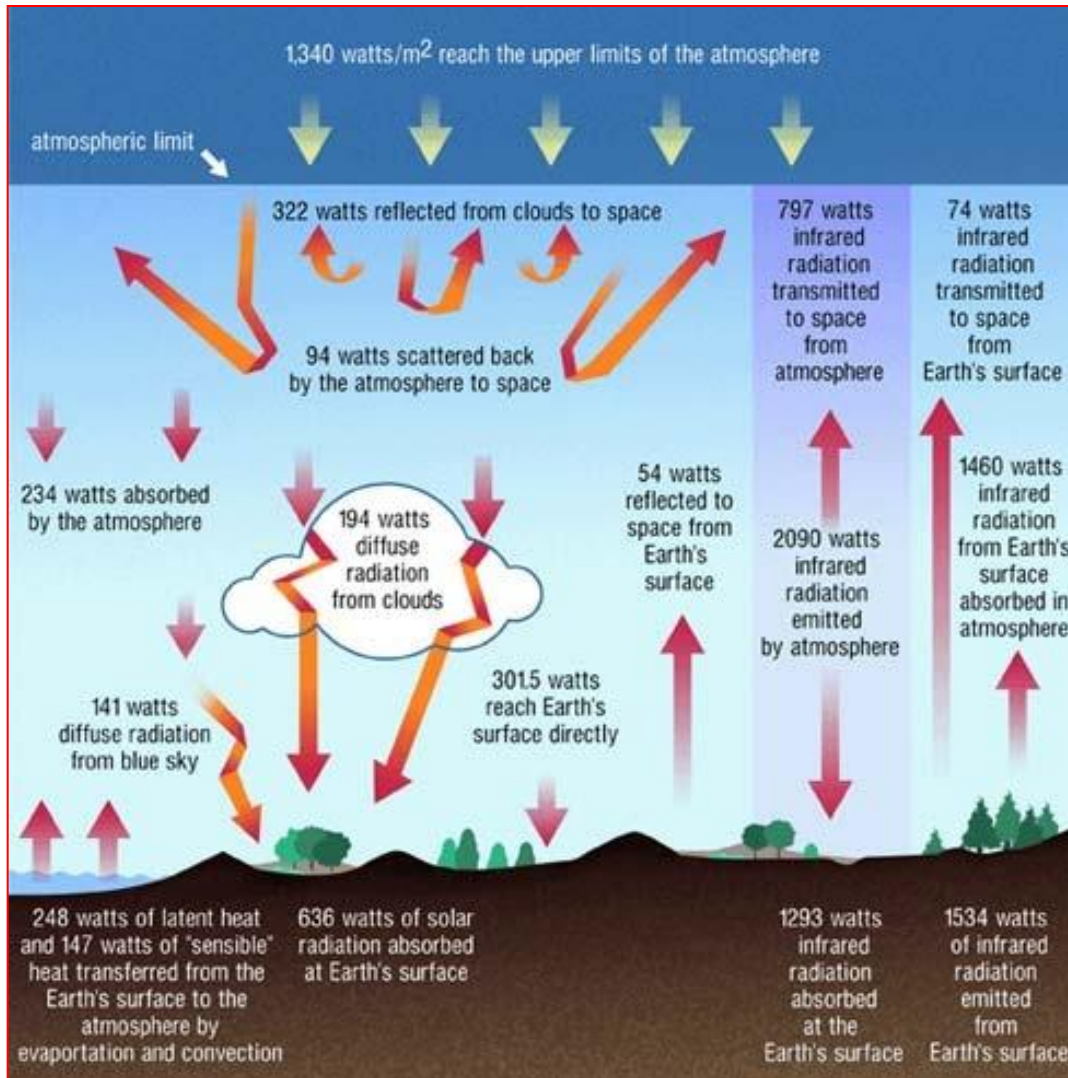 1,340 watts/m² reach the upper limits of the atmosphere
atmospheric limit
322 watts reflected from clouds to space
797 watts
infrared
radiation
transmitted
to space
from
atmosphere
74 watts
infrared
radiation
transmitted
to space
from
Earth's surface
94 watts scattered back
by the atmosphere to space
234 watts absorbed
by the atmosphere
194 watts
diffuse
radiation
from clouds
54 watts
reflected to
space from
Earth's
surface
2090 watts
infrared
radiation
emitted
by atmosphere
1460 watts
infrared
radiation
from Earth's
surface
absorbed in
atmosphere
141 watts
diffuse radiation
from blue sky
301.5 watts
reach Earth's
surface directly
248 watts of latent heat
and 147 watts of "sensible"
heat transferred from the
Earth's surface to the
atmosphere by
evaportation and convection
636 watts of solar
radiation absorbed
at Earth's surface
1293 watts
infrared
radiation
absorbed
at the
Earth's surface
1534 watts
of infrared
radiation
emitted
from
Earth's surface